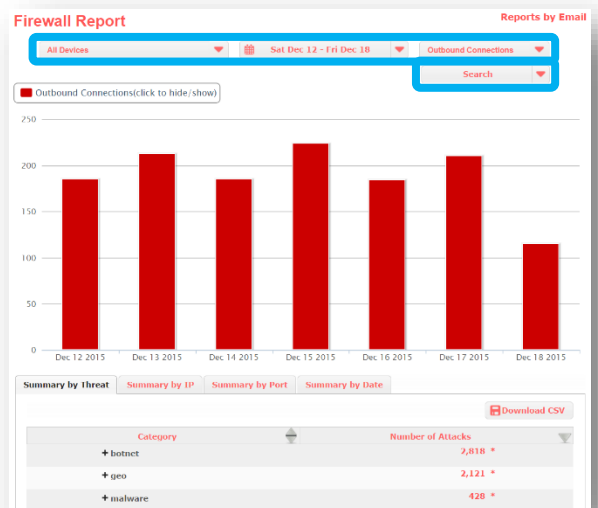 Firewall Report
Reports by Email
All Devices
Sat Dec 12 - Fri Dec 18
Outbound Connections
Search
Outbound Connections(click to hide/show)
250
200
150
100
50
0
Dec 12 2015 Dec 13 2015 Dec 14 2015 Dec 15 2015 Dec 16 2015 Dec 17 2015 Dec 18 2015
Summary by Threat Summary by IP Summary by Port Summary by Date
Download CSV
Category Number of Attacks
+ botnet 2,818 *
+ geo 2,121 *
+ malware 428 *